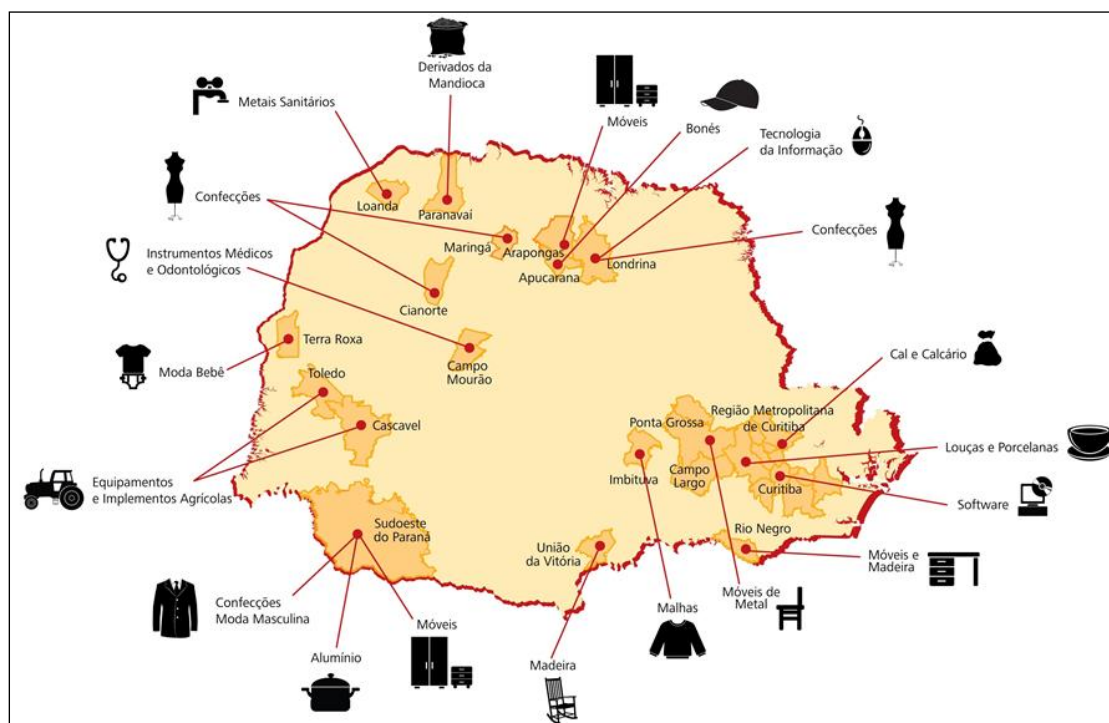 Derivados da
Mandioca
Metais Sanitários
Móveis
Bonés
Tecnologia
da Informação
Confecções
Loanda
Paranavaí
Confecções
Maringá
Arapongas
Apucarana
Londrina
Instrumentos Médicos
e Odontológicos
Cianorte
Terra Roxa
Campo
Mourão
Moda Bebê
Toledo
Cal e Calcário
Cascavel
Ponta Grossa
Região Metropolitana
de Curitiba
Louças e Porcelanas
Imbituva
Campo
Largo
Curitiba
Equipamentos
e Implementos Agrícolas
Software
Sudoeste
do Paraná
União
da Vitória
Rio Negro
Móveis e
Madeira
Confecções
Moda Masculina
Móveis de
Metal
Malhas
Móveis
Alumínio
Madeira